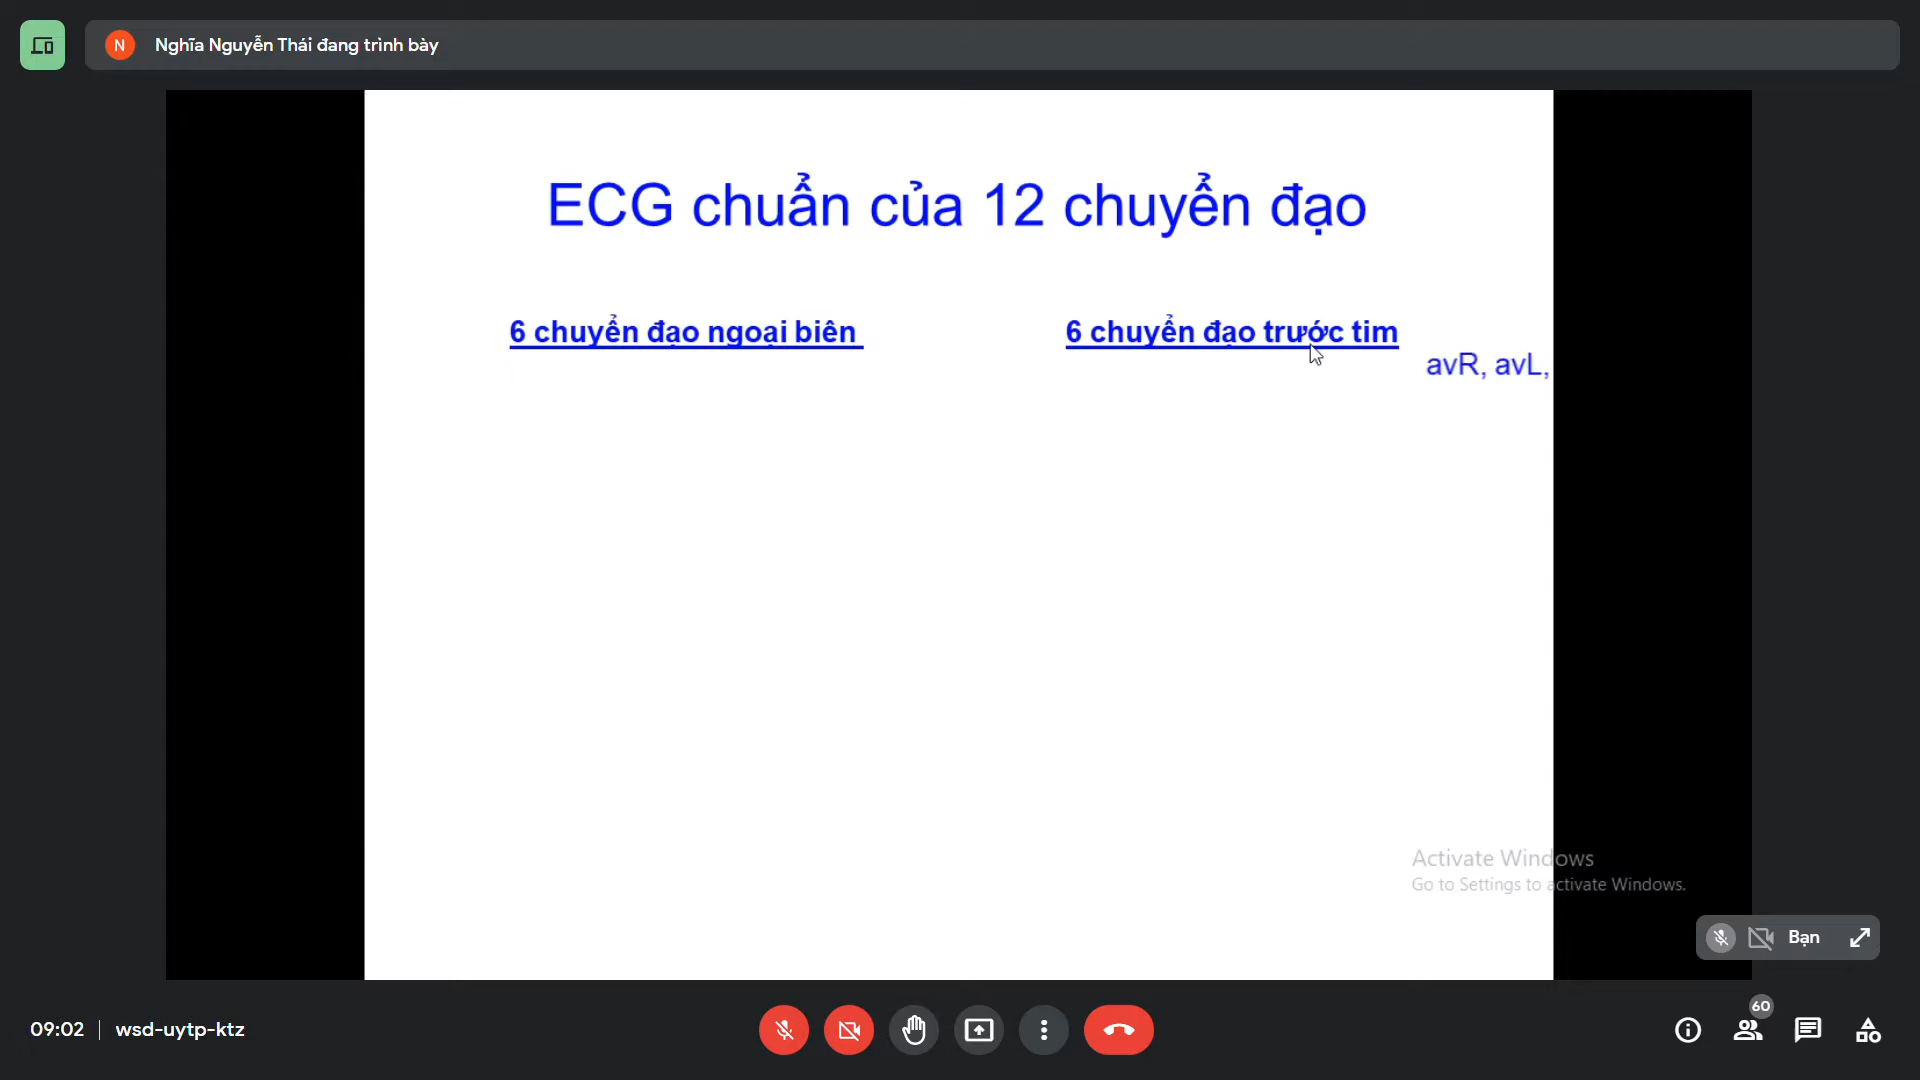 N
Nghĩa Nguyễn Thái đang trình bày
ECG chuẩn của 12 chuyển đạo
6 chuyển đạo ngoại biên
6 chuyển đạo trước tim
avR, avL,
Activate Windows
Go to Settings to activate Windows.
Bạn
60
09:02 | wsd-uytp-ktz